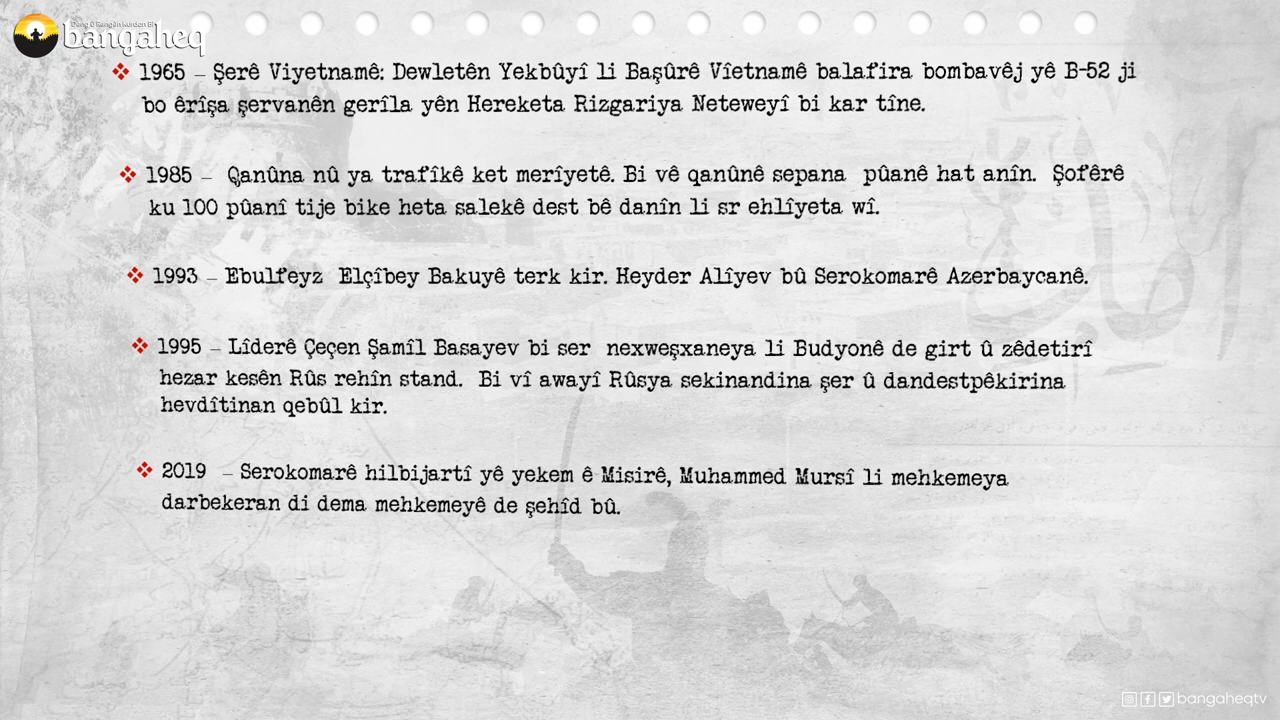 Deng û Rengên Kurdan Bi
bangaheq
1965 – Şerê Viyetnamê: Dewletên Yekbûyî li Başûrê Vîetnamê balafira bombavêj yê B-52 ji
bo êrîşa şervanên gerîla yên Hereketa Rizgariya Neteweyî bi kar tîne.
1985 – Qanûna nû ya trafîkê ket merîyetê. Bi vê qanûnê sepana pûanê hat anîn. Şofêrê
ku 100 pûanî tije bike heta salekê dest bê danîn li sr ehlîyeta wî.
1993 – Ebulfeyz Elçîbey Bakuyê terk kir. Heyder Alîyev bû Serokomarê Azerbaycanê.
1995 – Lîderê Çeçen Şamîl Basayev bi ser nexweşxaneya li Budyonê de girt û zêdetirî
hezar kesên Rûs rehîn stand. Bi vî awayî Rûsya sekinandina şer û dandestpêkirina
hevdîtinan qebûl kir.
2019 – Serokomarê hilbijartî yê yekem ê Misirê, Muhammed Mursî li mehkemeya
darbekeran di dema mehkemeyê de şehîd bû.
bangaheqtv